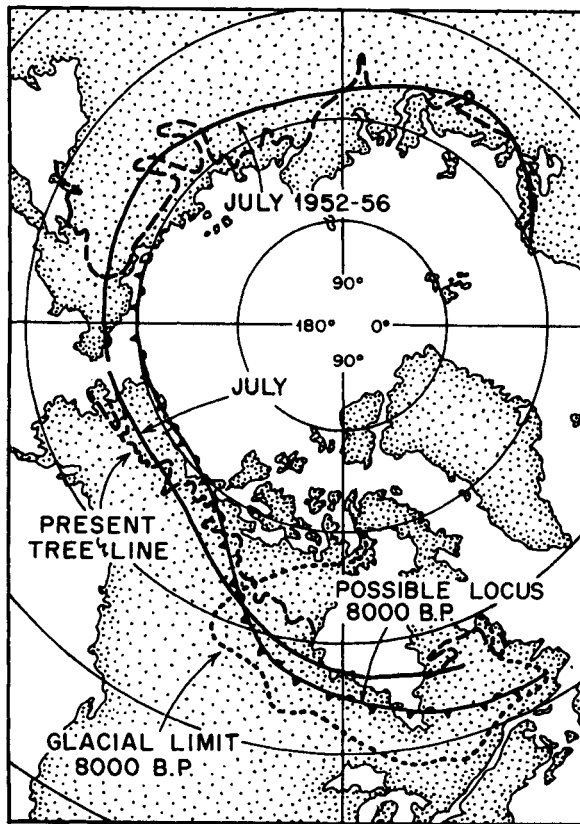 JULY 1952-56
90°
180° 0°
90°
JULY
PRESENT
TREE LINE
POSSIBLE LOCUS
8000 B.P.
GLACIAL LIMIT
8000 B.P.